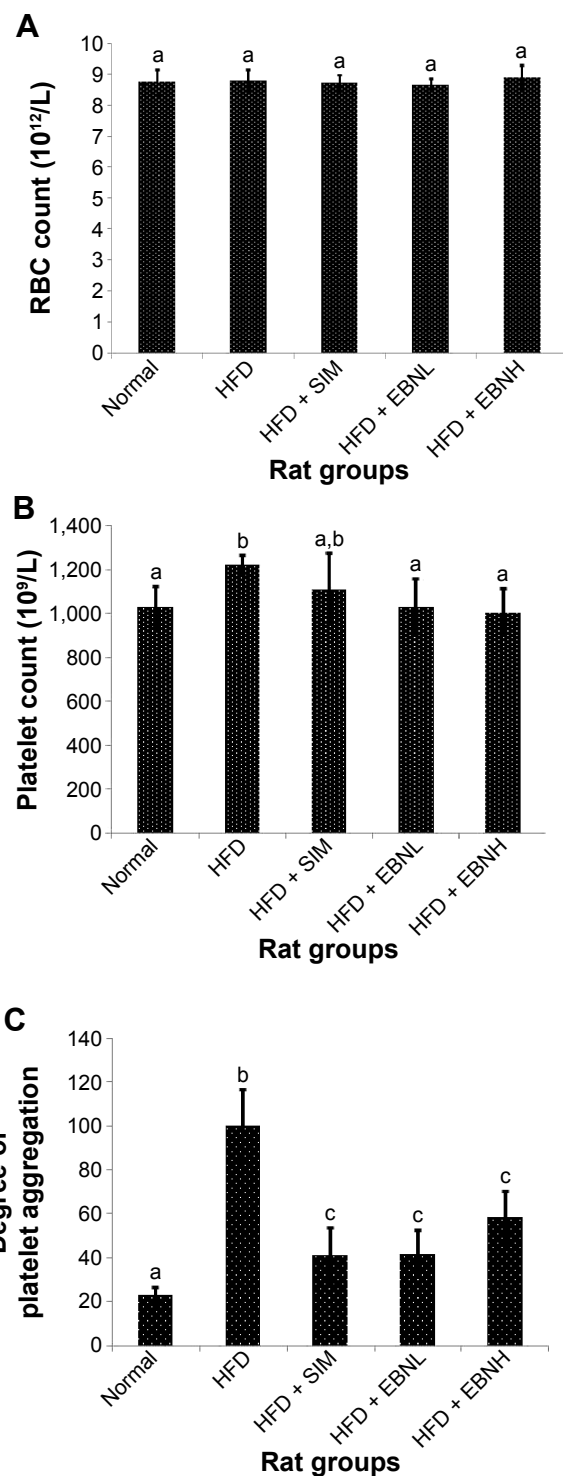 A
RBC count (10¹²/L)
10
9
8
7
6
5
4
3
2
1
0
a
a
a
a
a
Normal
HFD
HFD + SIM
HFD + EBNL
HFD + EBNH
Rat groups
B
Platelet count (10⁹/L)
1,400
1,200
1,000
800
600
400
200
0
a
b
a,b
a
a
Normal
HFD
HFD + SIM
HFD + EBNL
HFD + EBNH
Rat groups
C
Degree of
platelet aggregation
140
120
100
80
60
40
20
0
a
b
c
c
c
Normal
HFD
HFD + SIM
HFD + EBNL
HFD + EBNH
Rat groups